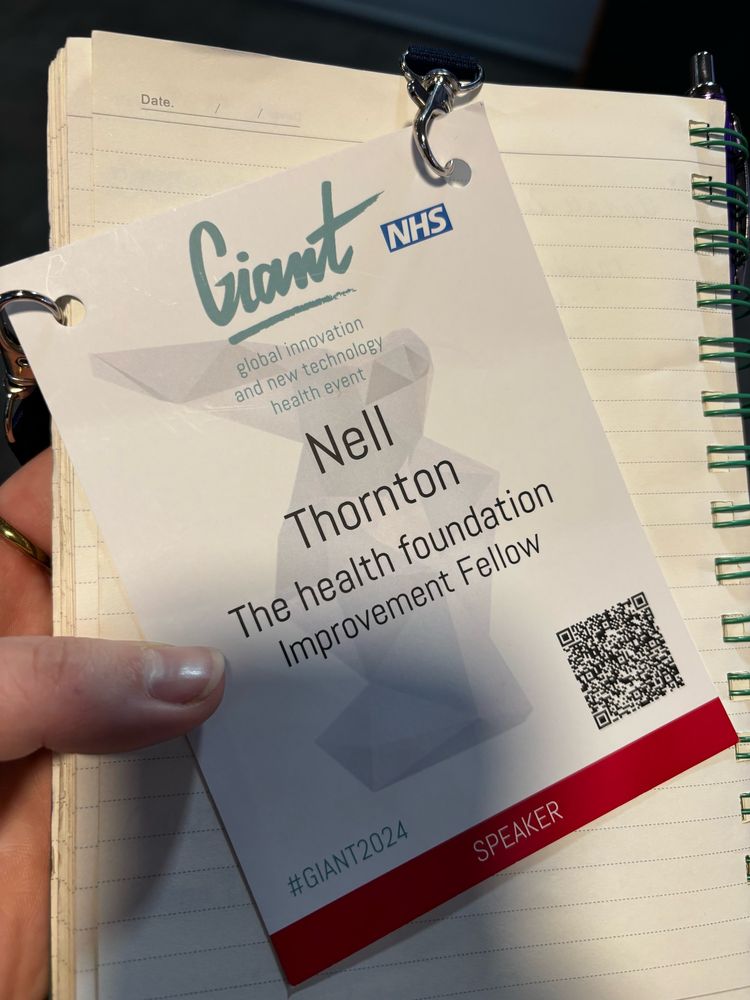 Date. / /
Giant
NHS
global innovation
and new technology
health event
Nell
Thornton
The health foundation
Improvement Fellow
#GIANT2024
SPEAKER